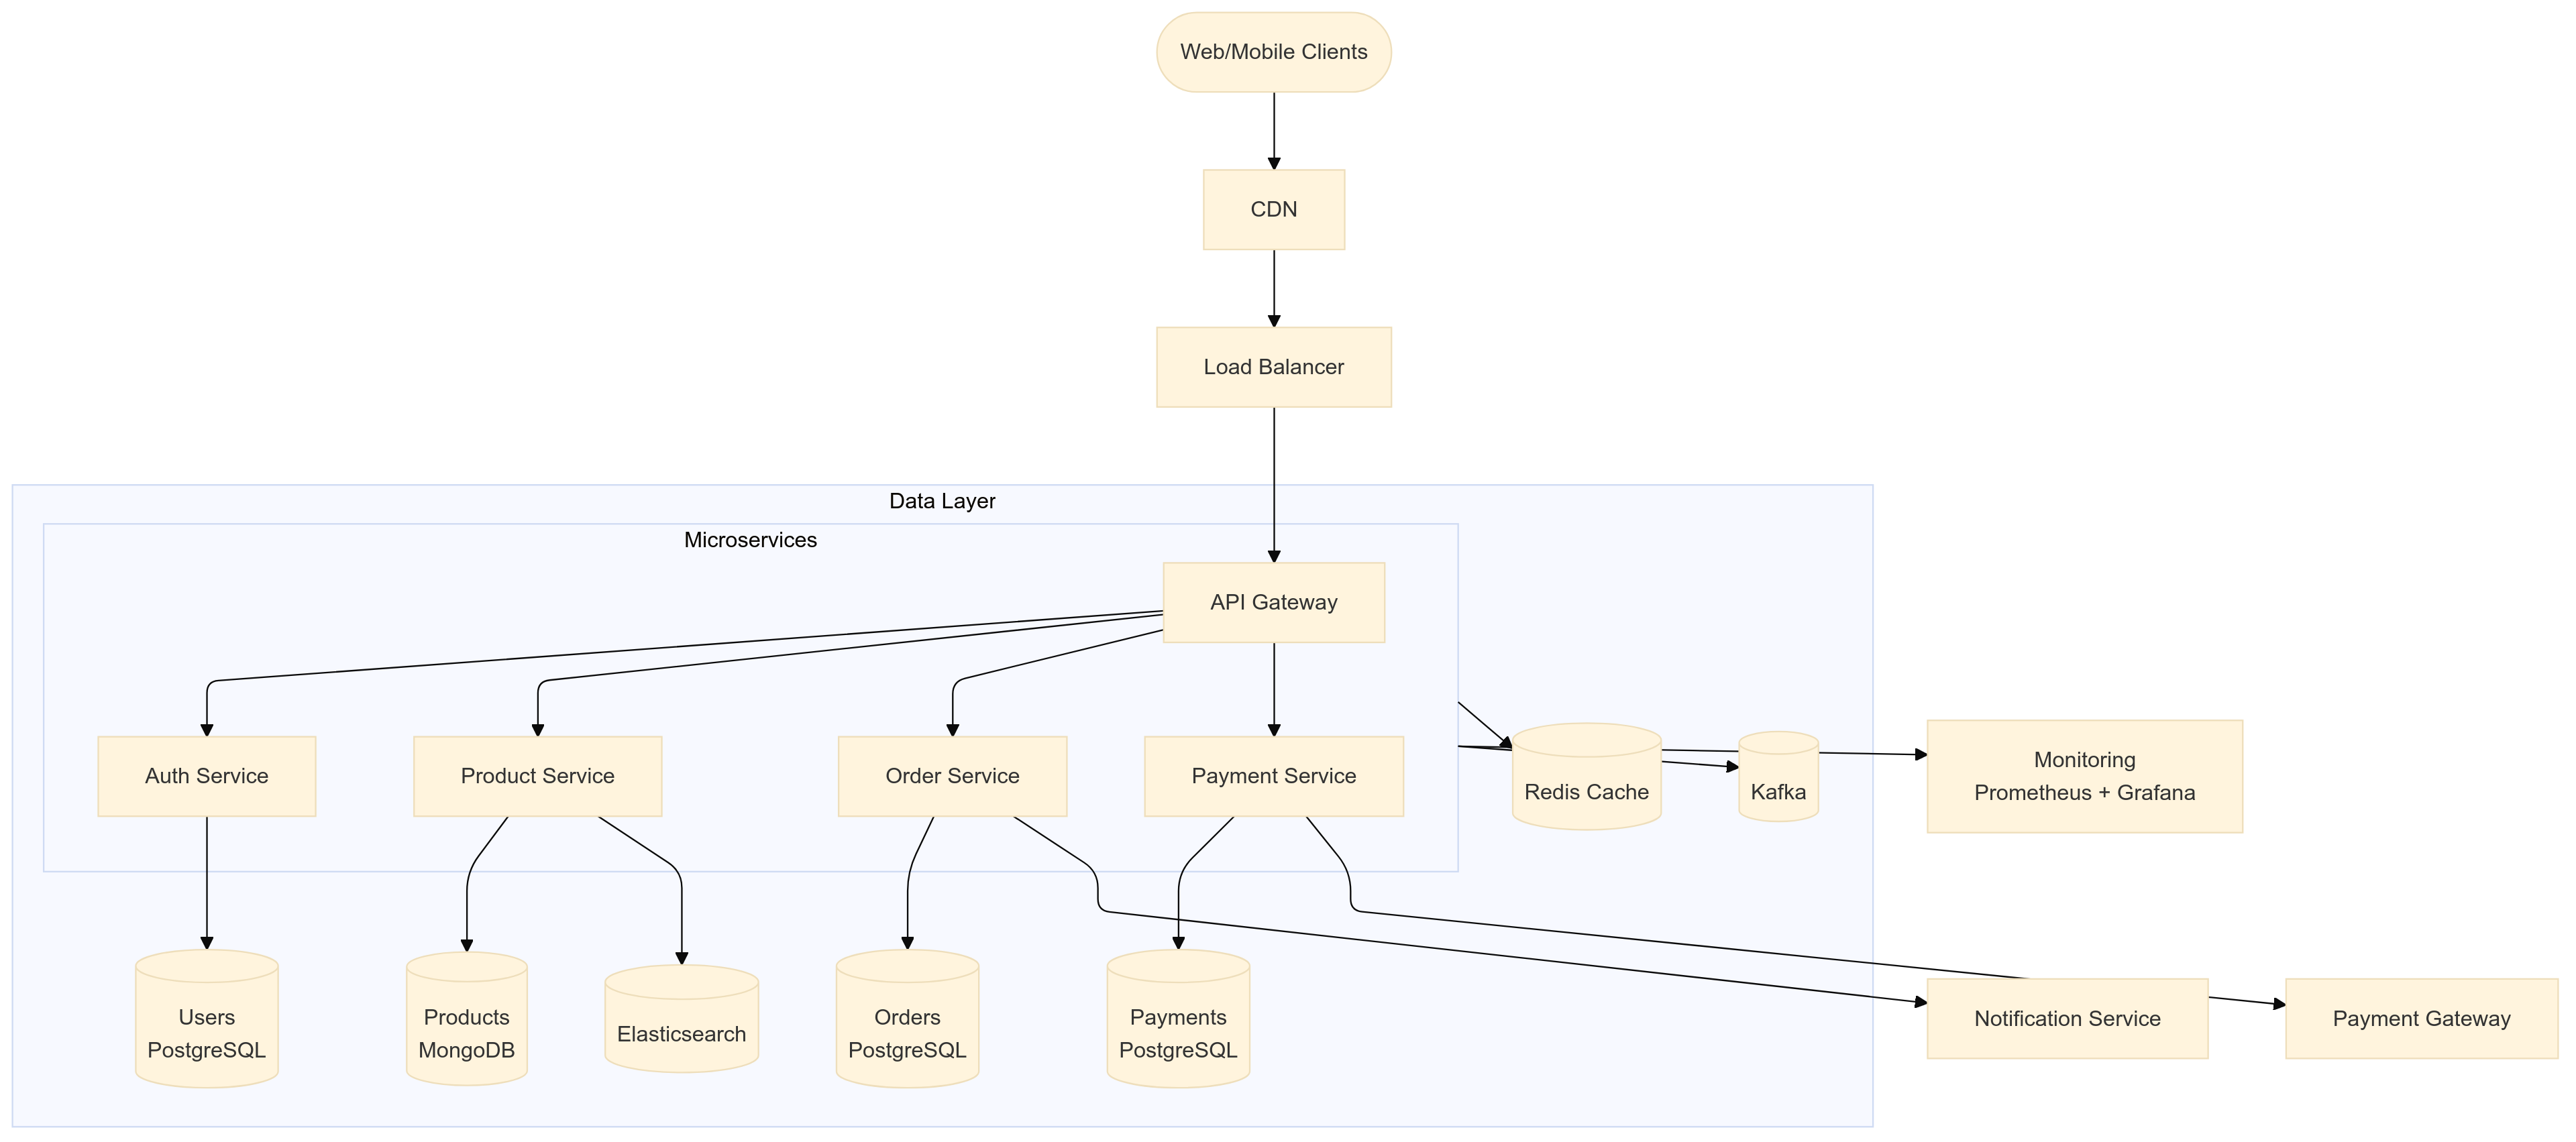 Web/Mobile Clients
CDN
Load Balancer
Data Layer
Microservices
API Gateway
Auth Service
Product Service
Order Service
Payment Service
Redis Cache
Kafka
Monitoring
Prometheus + Grafana
Users
PostgreSQL
Products
MongoDB
Elasticsearch
Orders
PostgreSQL
Payments
PostgreSQL
Notification Service
Payment Gateway